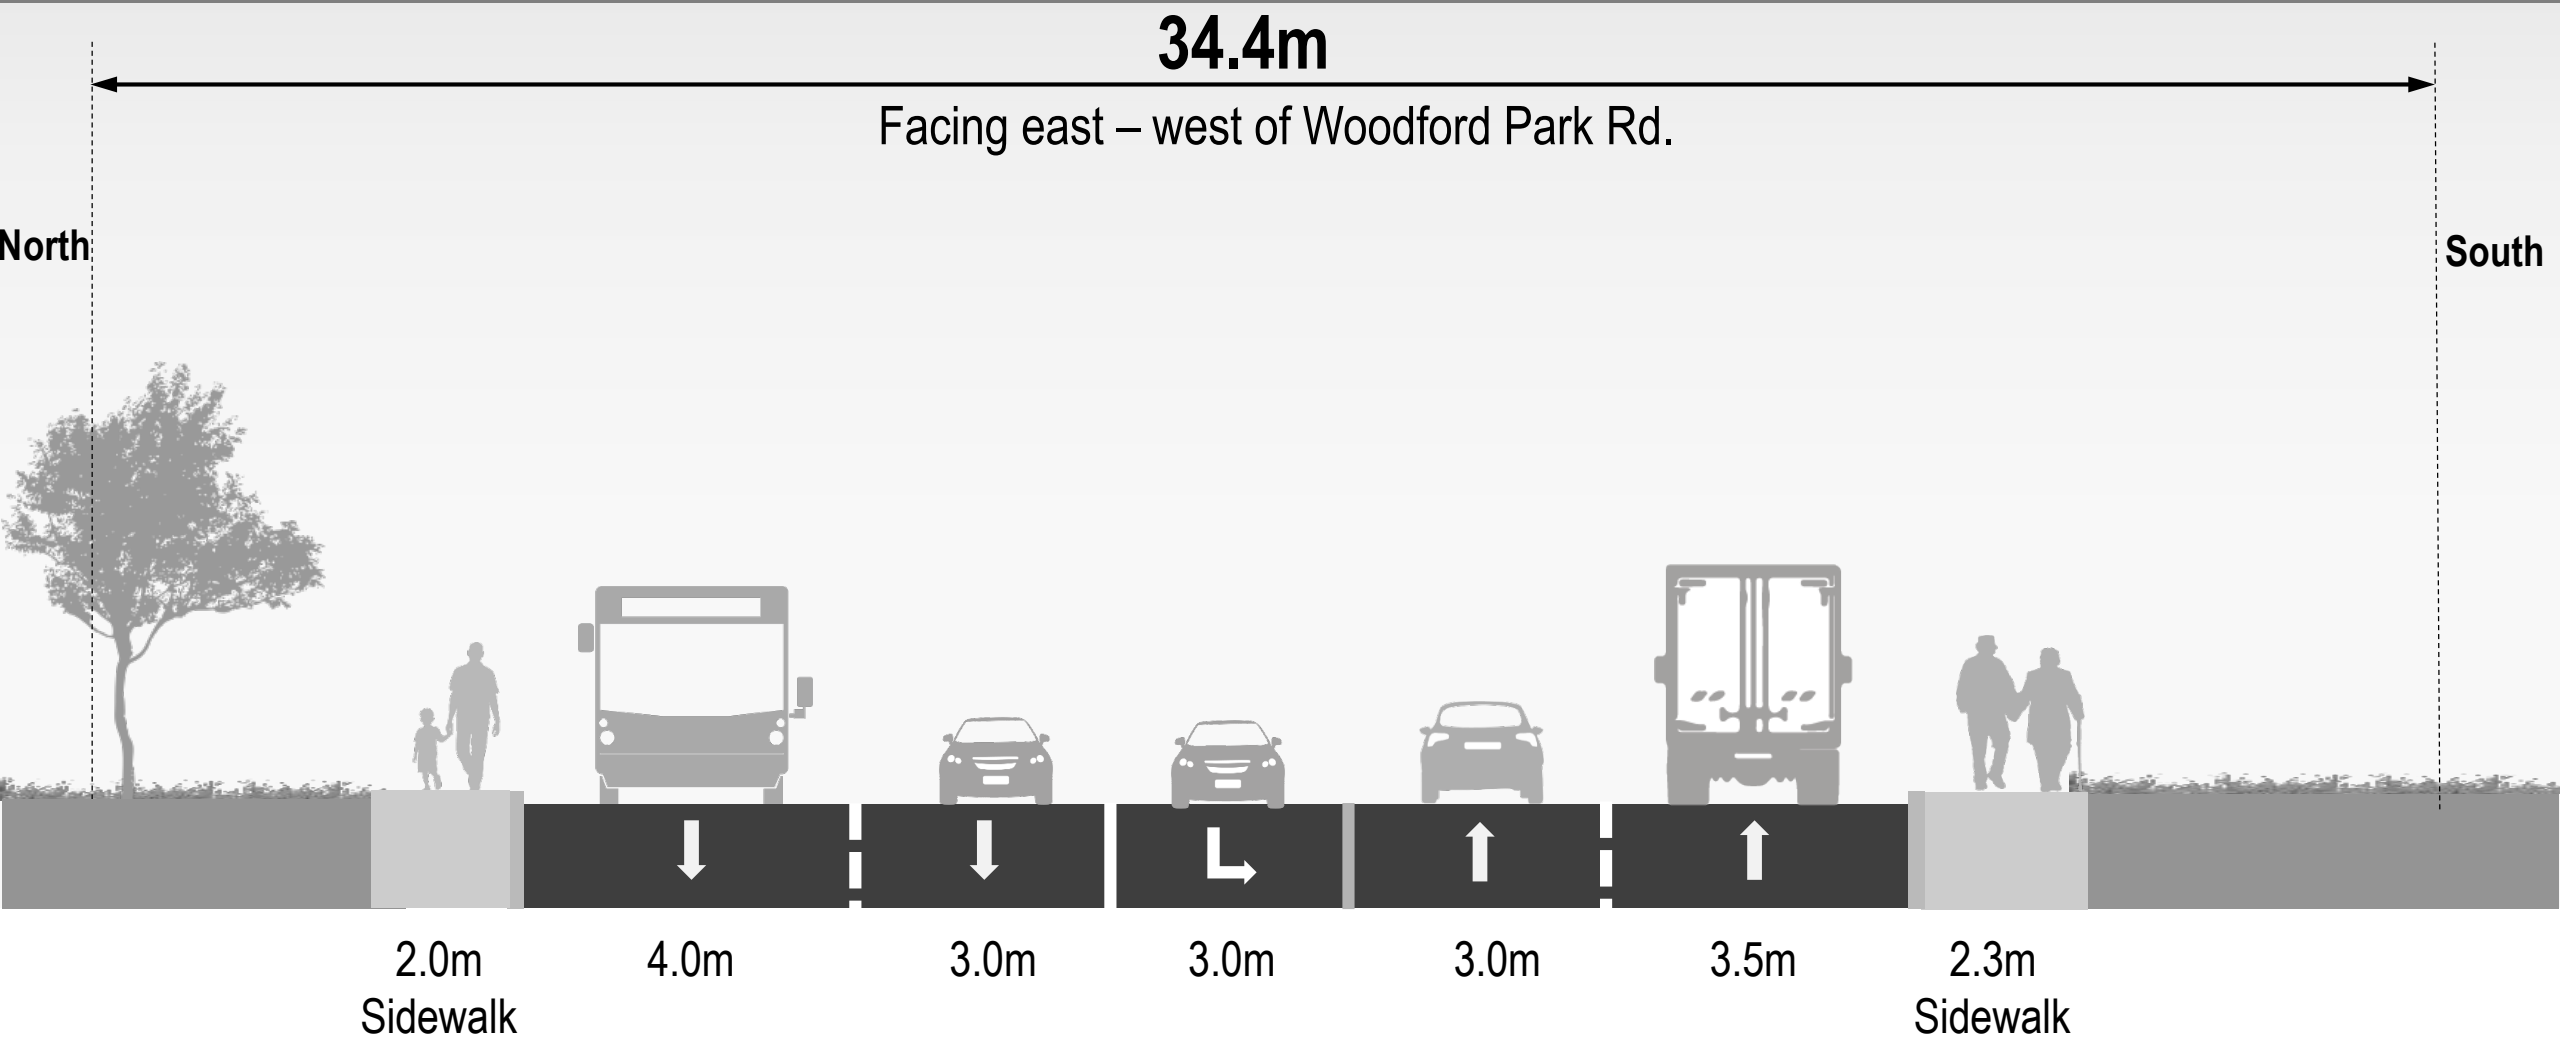 34.4m
Facing east – west of Woodford Park Rd.
North
South
2.0m
Sidewalk
4.0m
3.0m
3.0m
3.0m
3.5m
2.3m
Sidewalk